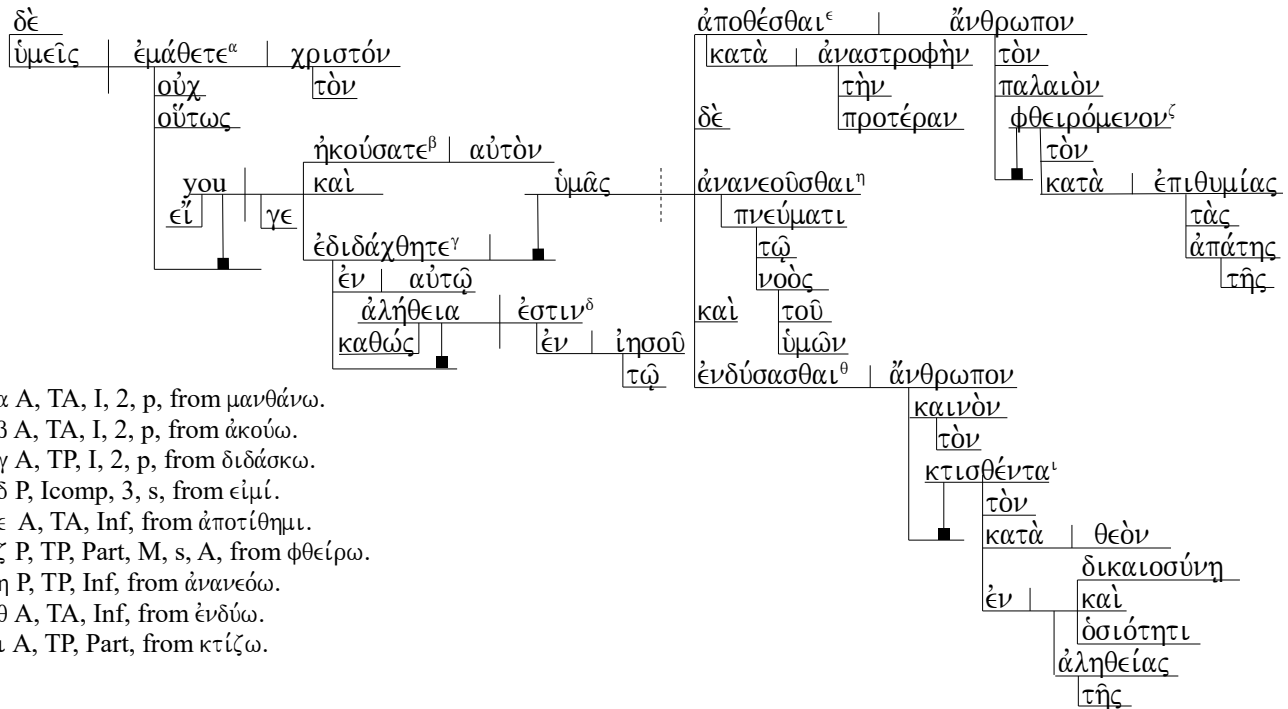 δὲ
ὑμεῖς ἐμάθετε^α χριστόν
οὐχ τὸν
οὕτως
ἠκούσατε^β αὐτὸν
you καὶ ὑμᾶς
εἴ γε
ἐδιδάχθητε^γ
ἐν αὐτῷ
ἀλήθεια ἐστιν^δ
καθώς ἐν ἰησοῦ
τῷ
ἀποθέσθαι^ε ἄνθρωπον
κατὰ ἀναστροφὴν τὸν
τὴν παλαιὸν
δὲ προτέραν φθειρόμενον^ζ
τὸν
ἀνανεοῦσθαι^η κατὰ ἐπιθυμίας
πνεύματι τὰς
τῷ ἀπάτης
νοὸς τῆς
καὶ τοῦ
ὑμῶν
ἐνδύσασθαι^θ ἄνθρωπον
καινὸν
τὸν
κτισθέντα^ι
τὸν
κατὰ θεὸν
δικαιοσύνῃ
ἐν καὶ
ὁσιότητι
ἀληθείας
τῆς
α A, TA, I, 2, p, from μανθάνω.
β A, TA, I, 2, p, from ἀκούω.
γ A, TP, I, 2, p, from διδάσκω.
δ P, Icomp, 3, s, from εἰμί.
ε A, TA, Inf, from ἀποτίθημι.
ζ P, TP, Part, M, s, A, from φθείρω.
η P, TP, Inf, from ἀνανεόω.
θ A, TA, Inf, from ἐνδύω.
ι A, TP, Part, from κτίζω.